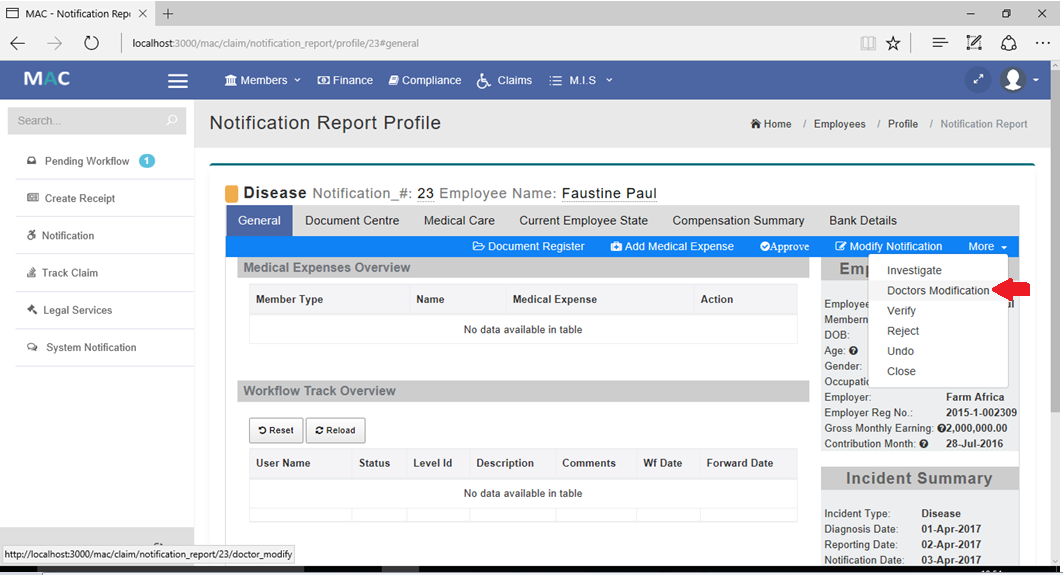 MAC - Notification Repo
localhost:3000/mac/claim/notification_report/profile/23#general
MAC
Members
Finance
Compliance
Claims
M.I.S
Search...
Pending Workflow 1
Create Receipt
Notification
Track Claim
Legal Services
System Notification
Notification Report Profile
Home / Employees / Profile / Notification Report
Disease Notification_#: 23 Employee Name: Faustine Paul
General Document Centre Medical Care Current Employee State Compensation Summary Bank Details
Document Register Add Medical Expense Approve Modify Notification More
Investigate
Doctors Modification
Verify
Reject
Undo
Close
Medical Expenses Overview
Member Type Name Medical Expense Action
No data available in table
Workflow Track Overview
Reset Reload
User Name Status Level Id Description Comments Wf Date Forward Date
No data available in table
DOB:
Age:
Gender:
Employer: Farm Africa
Employer Reg No.: 2015-1-002309
Gross Monthly Earning: 2,000,000.00
Contribution Month: 28-Jul-2016
Incident Summary
Incident Type: Disease
Diagnosis Date: 01-Apr-2017
Reporting Date: 02-Apr-2017
Notification Date: 03-Apr-2017
http://localhost:3000/mac/claim/notification_report/23/doctor_modify